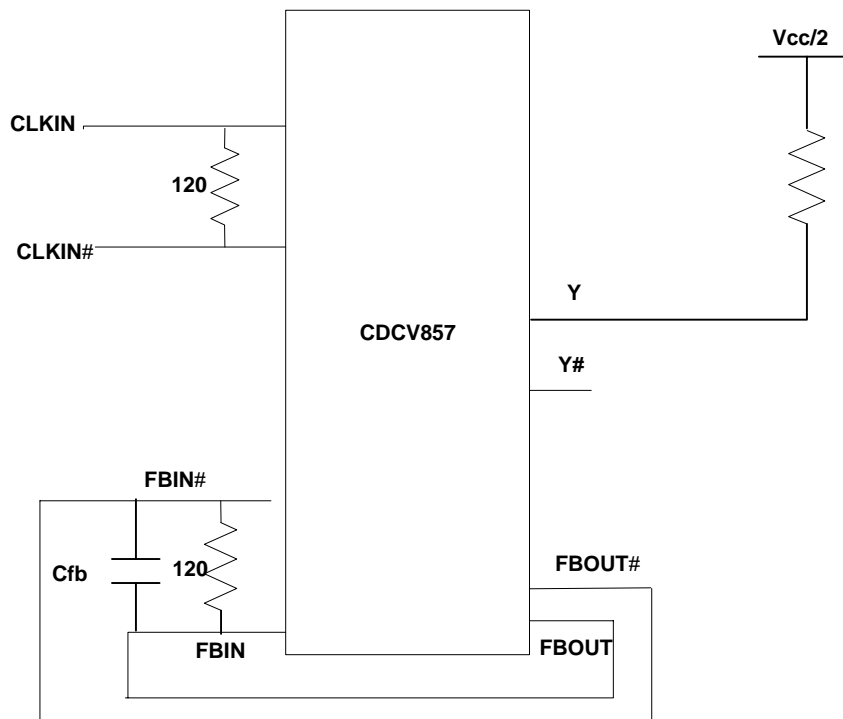 Vcc/2
CLKIN
120
CLKIN#
Y
CDCV857
Y#
FBIN#
FBOUT#
Cfb
120
FBIN
FBOUT